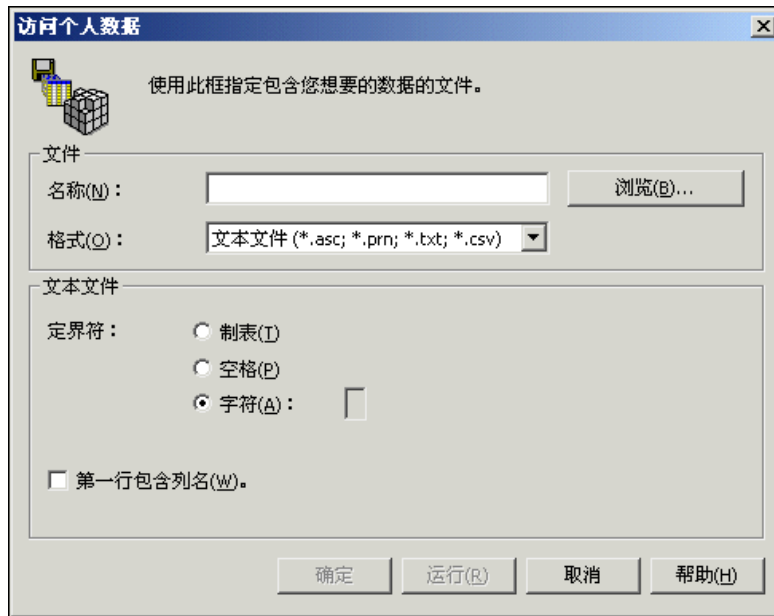 访问个人数据
使用此框指定包含您想要的数据的文件。
文件
名称(N)： 浏览(B)...
格式(O)： 文本文件 (*.asc; *.prn; *.txt; *.csv)
文本文件
定界符： 制表(T)
空格(P)
字符(A)：
第一行包含列名(W)。
确定 运行(R) 取消 帮助(H)